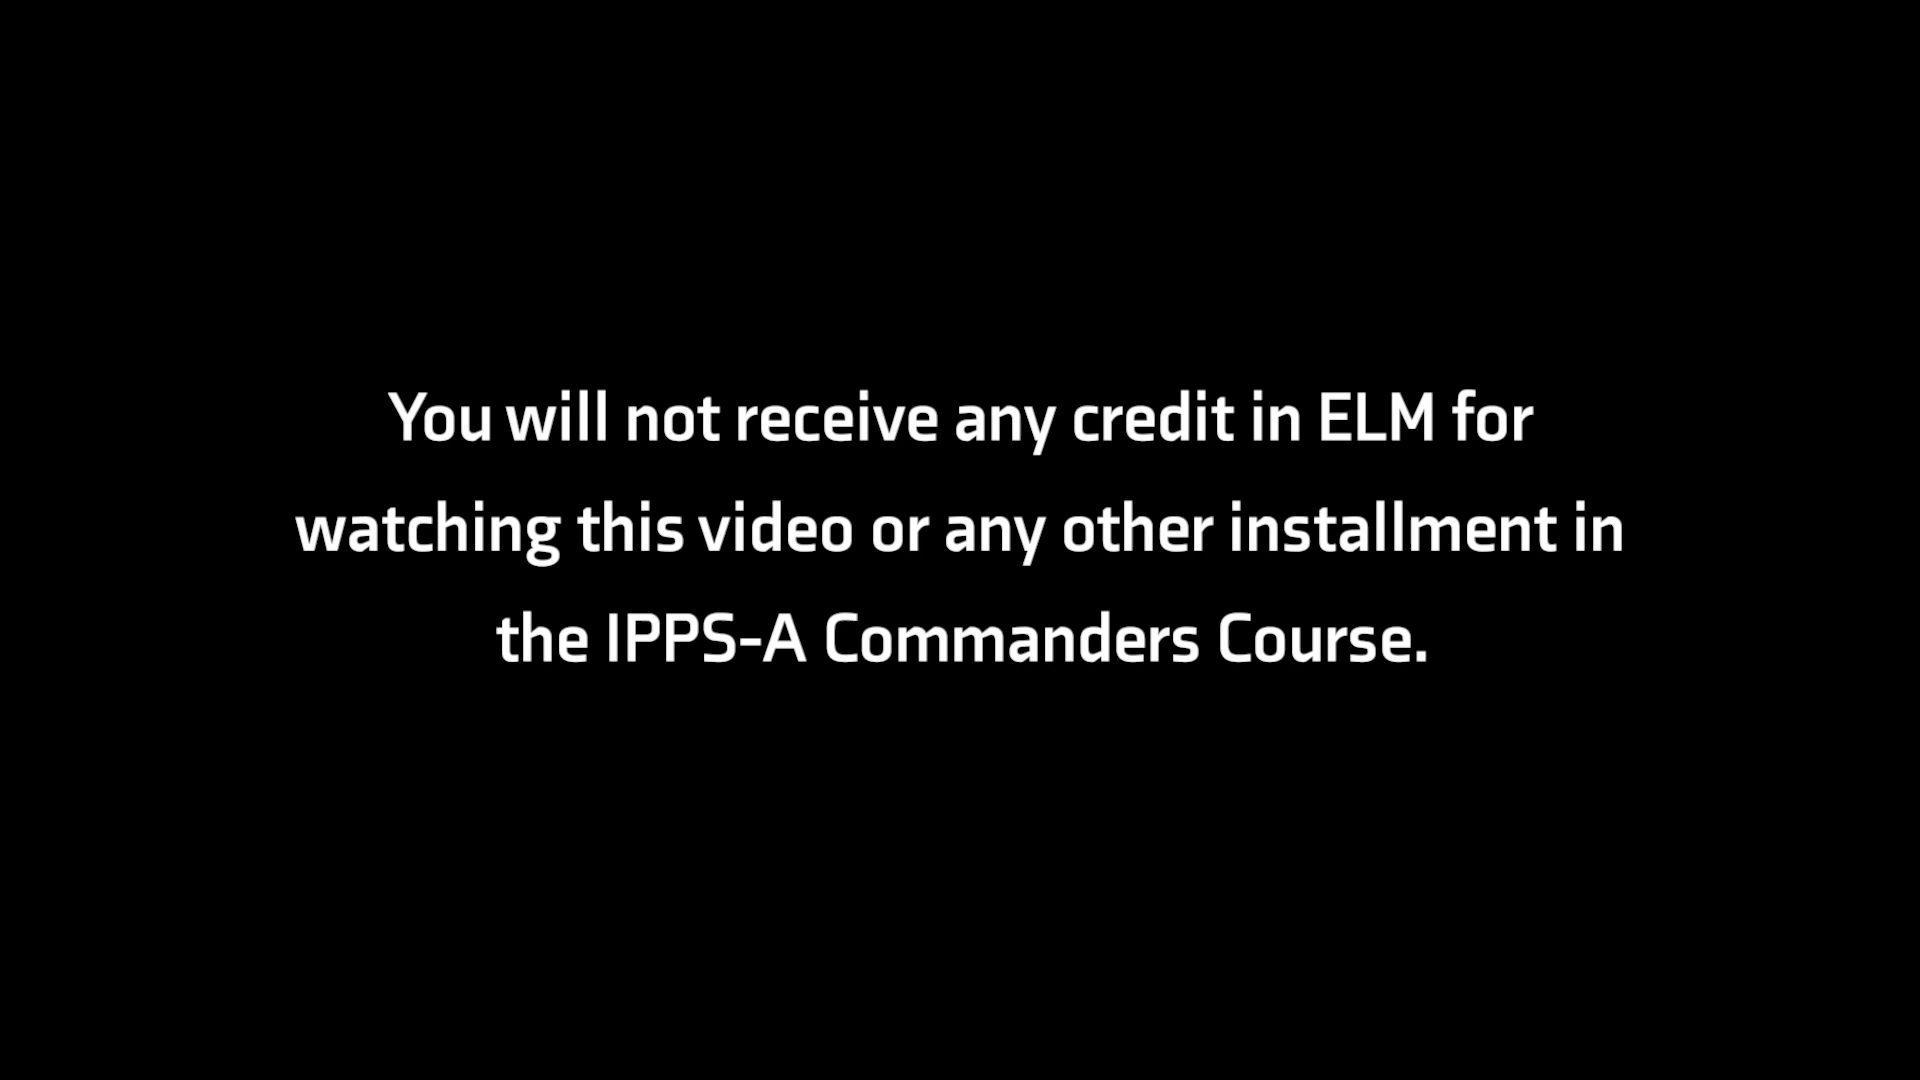 You will not receive any credit in ELM for
watching this video or any other installment in
the IPPS-A Commanders Course.